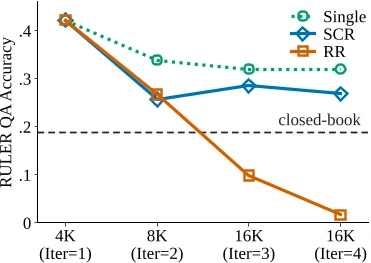 RULER QA Accuracy
.4
.3
.2
.1
0
Single
SCR
RR
closed-book
4K
(Iter=1)
8K
(Iter=2)
16K
(Iter=3)
16K
(Iter=4)